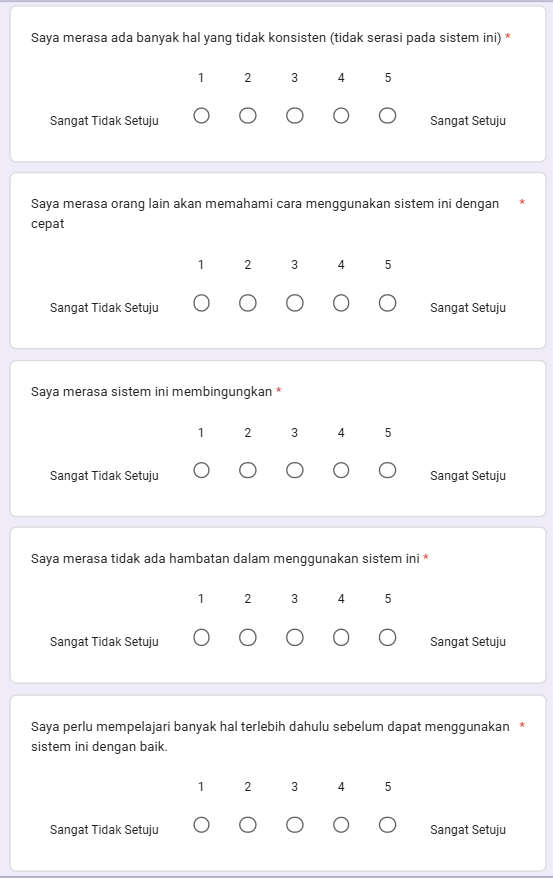 Saya merasa ada banyak hal yang tidak konsisten (tidak serasi pada sistem ini) *
1 2 3 4 5
Sangat Tidak Setuju Sangat Setuju
Saya merasa orang lain akan memahami cara menggunakan sistem ini dengan *
cepat
1 2 3 4 5
Sangat Tidak Setuju Sangat Setuju
Saya merasa sistem ini membingungkan *
1 2 3 4 5
Sangat Tidak Setuju Sangat Setuju
Saya merasa tidak ada hambatan dalam menggunakan sistem ini *
1 2 3 4 5
Sangat Tidak Setuju Sangat Setuju
Saya perlu mempelajari banyak hal terlebih dahulu sebelum dapat menggunakan *
sistem ini dengan baik.
1 2 3 4 5
Sangat Tidak Setuju Sangat Setuju